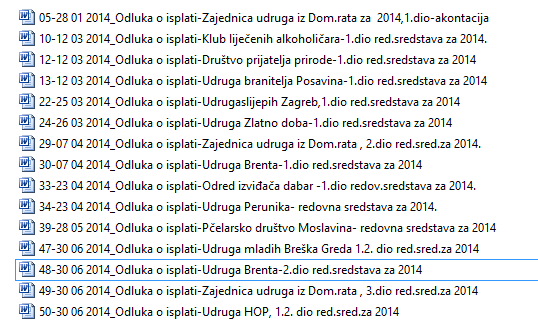 05-28 01 2014_Odluka o isplati-Zajednica udruga iz Dom.rata za  2014,1.dio-akontacija
10-12 03 2014_Odluka o isplati-Klub liječenih alkoholičara-1.dio red.sredstava za 2014.
12-12 03 2014_Odluka o isplati-Društvo prijatelja prirode-1.dio red.sredstava za 2014
13-12 03 2014_Odluka o isplati-Udruga branitelja Posavina-1.dio red.sredstava za 2014
22-25 03 2014_Odluka o isplati-Udrugaslijepih Zagreb,1.dio red.sredstava za 2014
24-26 03 2014_Odluka o isplati-Udruga Zlatno doba-1.dio red.sredstava za 2014
29-07 04 2014_Odluka o isplati-Zajednica udruga iz Dom.rata , 2.dio red.sred.za 2014.
30-07 04 2014_Odluka o isplati-Udruga Brenta-1.dio red.sredstava za 2014
33-23 04 2014_Odluka o isplati-Odred izviđača dabar -1.dio redov.sredstava za 2014.
34-23 04 2014_Odluka o isplati-Udruga Perunika- redovna sredstava za 2014.
39-28 05 2014_Odluka o isplati-Pčelarsko društvo Moslavina- redovna sredstava za 2014
47-30 06 2014_Odluka o isplati-Udruga mladih Breška Greda 1.2. dio red.sred.za 2014
48-30 06 2014_Odluka o isplati-Udruga Brenta-2.dio red.sredstava za 2014
49-30 06 2014_Odluka o isplati-Zajednica udruga iz Dom.rata , 3.dio red.sred.za 2014
50-30 06 2014_Odluka o isplati-Udruga HOP, 1.2. dio red.sred.za 2014